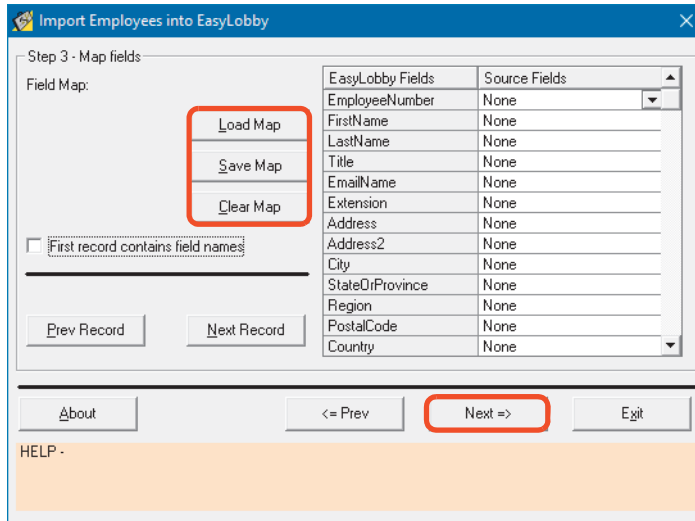 Import Employees into EasyLobby
Step 3 - Map fields
Field Map:
Load Map
Save Map
Clear Map
First record contains field names
Prev Record Next Record
EasyLobby Fields Source Fields
EmployeeNumber None
FirstName None
LastName None
Title None
EmailName None
Extension None
Address None
Address2 None
City None
StateOrProvince None
Region None
PostalCode None
Country None
About <= Prev Next => Exit
HELP -